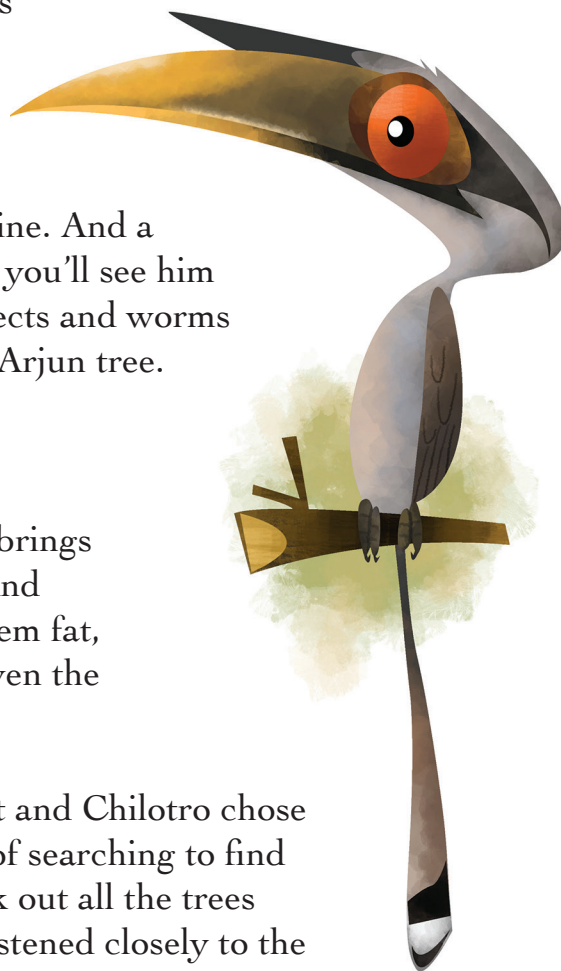 s
ine. And a
you’ll see him
ects and worms
Arjun tree.
brings
nd
em fat,
ven the
t and Chilotro chose
of searching to find
k out all the trees
stened closely to the